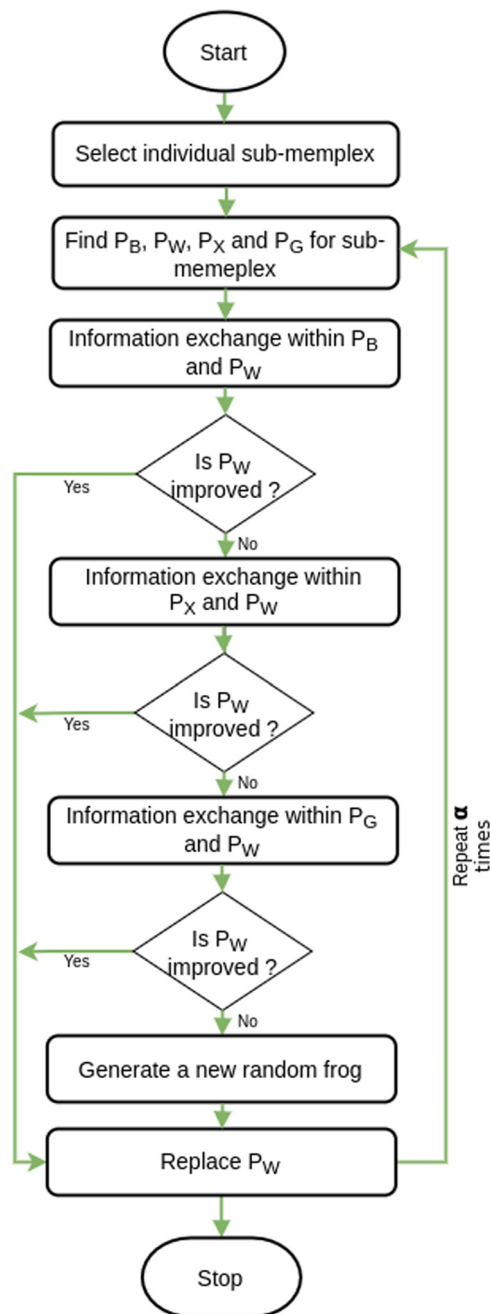 Start
Select individual sub-memplex
Find PB, PW, PX and PG for sub-
memeplex
Information exchange within PB
and PW
Is PW
improved ?
Yes
No
Information exchange within
PX and PW
Is PW
improved ?
Yes
No
Information exchange within PG
and PW
Is PW
improved ?
Yes
No
Generate a new random frog
Replace PW
Stop
Repeat α
times